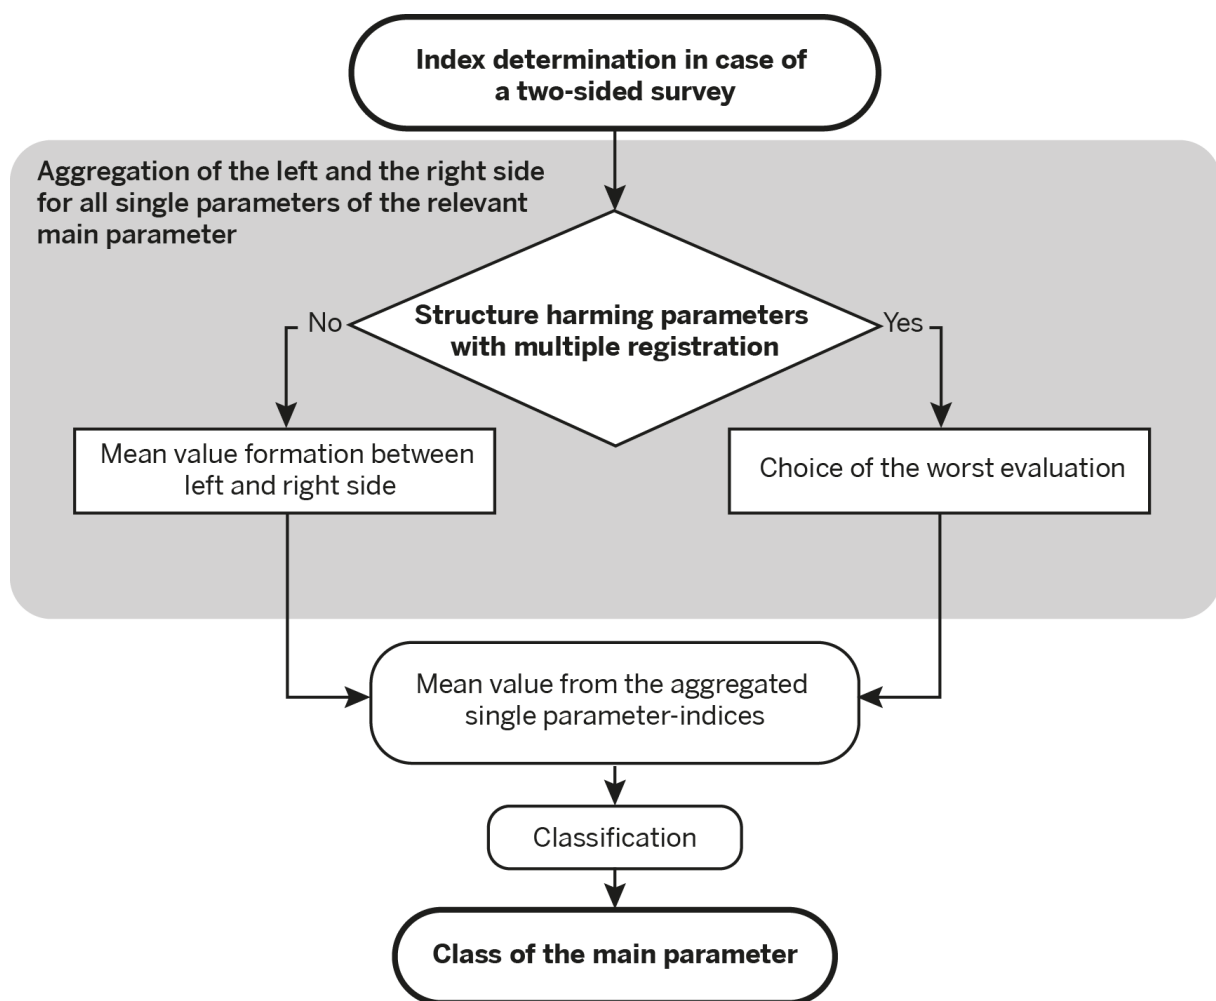 Index determination in case of
a two-sided survey
Aggregation of the left and the right side
for all single parameters of the relevant
main parameter
Structure harming parameters
with multiple registration
No
Yes
Mean value formation between
left and right side
Choice of the worst evaluation
Mean value from the aggregated
single parameter-indices
Classification
Class of the main parameter